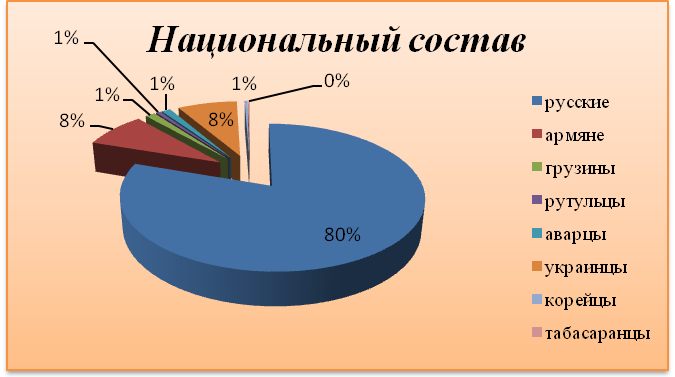 Национальный состав
1%
1%
1%
1%
0%
8%
8%
80%
русские
армяне
грузины
рутульцы
аварцы
украинцы
корейцы
табасаранцы